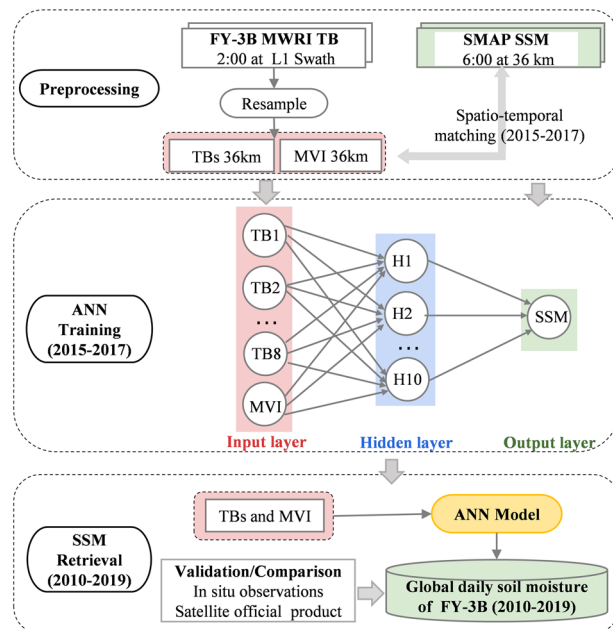 FY-3B MWRI TB
2:00 at L1 Swath
SMAP SSM
6:00 at 36 km
Preprocessing
Resample
Spatio-temporal
matching (2015-2017)
TBs 36km
MVI 36km
TB1
TB2
...
TB8
MVI
H1
H2
...
H10
SSM
ANN
Training
(2015-2017)
Input layer
Hidden layer
Output layer
SSM
Retrieval
(2010-2019)
TBs and MVI
ANN Model
Validation/Comparison
In situ observations
Satellite official product
Global daily soil moisture
of FY-3B (2010-2019)